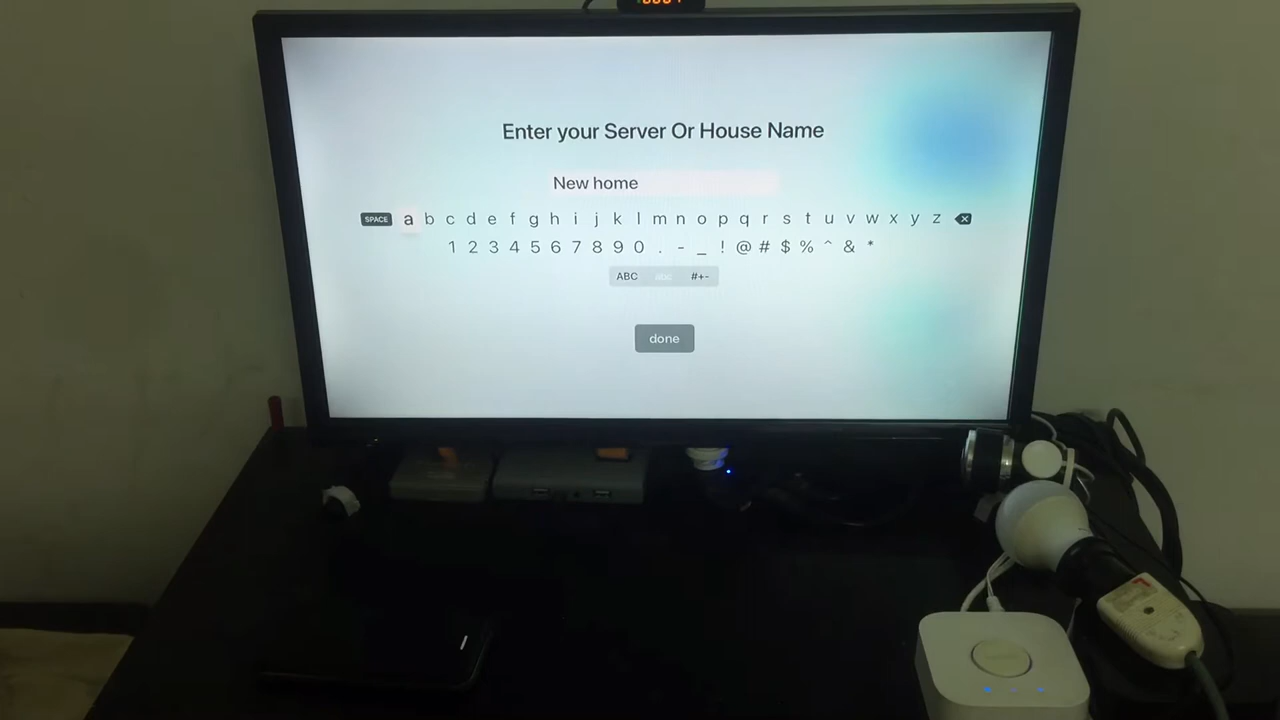 Enter your Server Or House Name
New home
SPACE a b c d e f g h i j k l m n o p q r s t u v w x y z
1 2 3 4 5 6 7 8 9 0 . - _ ! @ # $ % ^ & *
ABC abc #+-
done